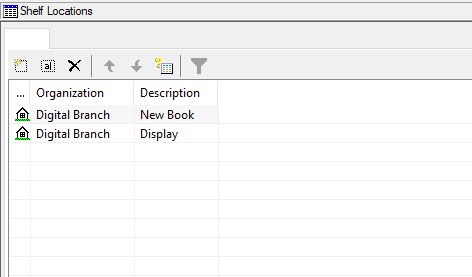 Shelf Locations
a
... Organization Description
Digital Branch New Book
Digital Branch Display